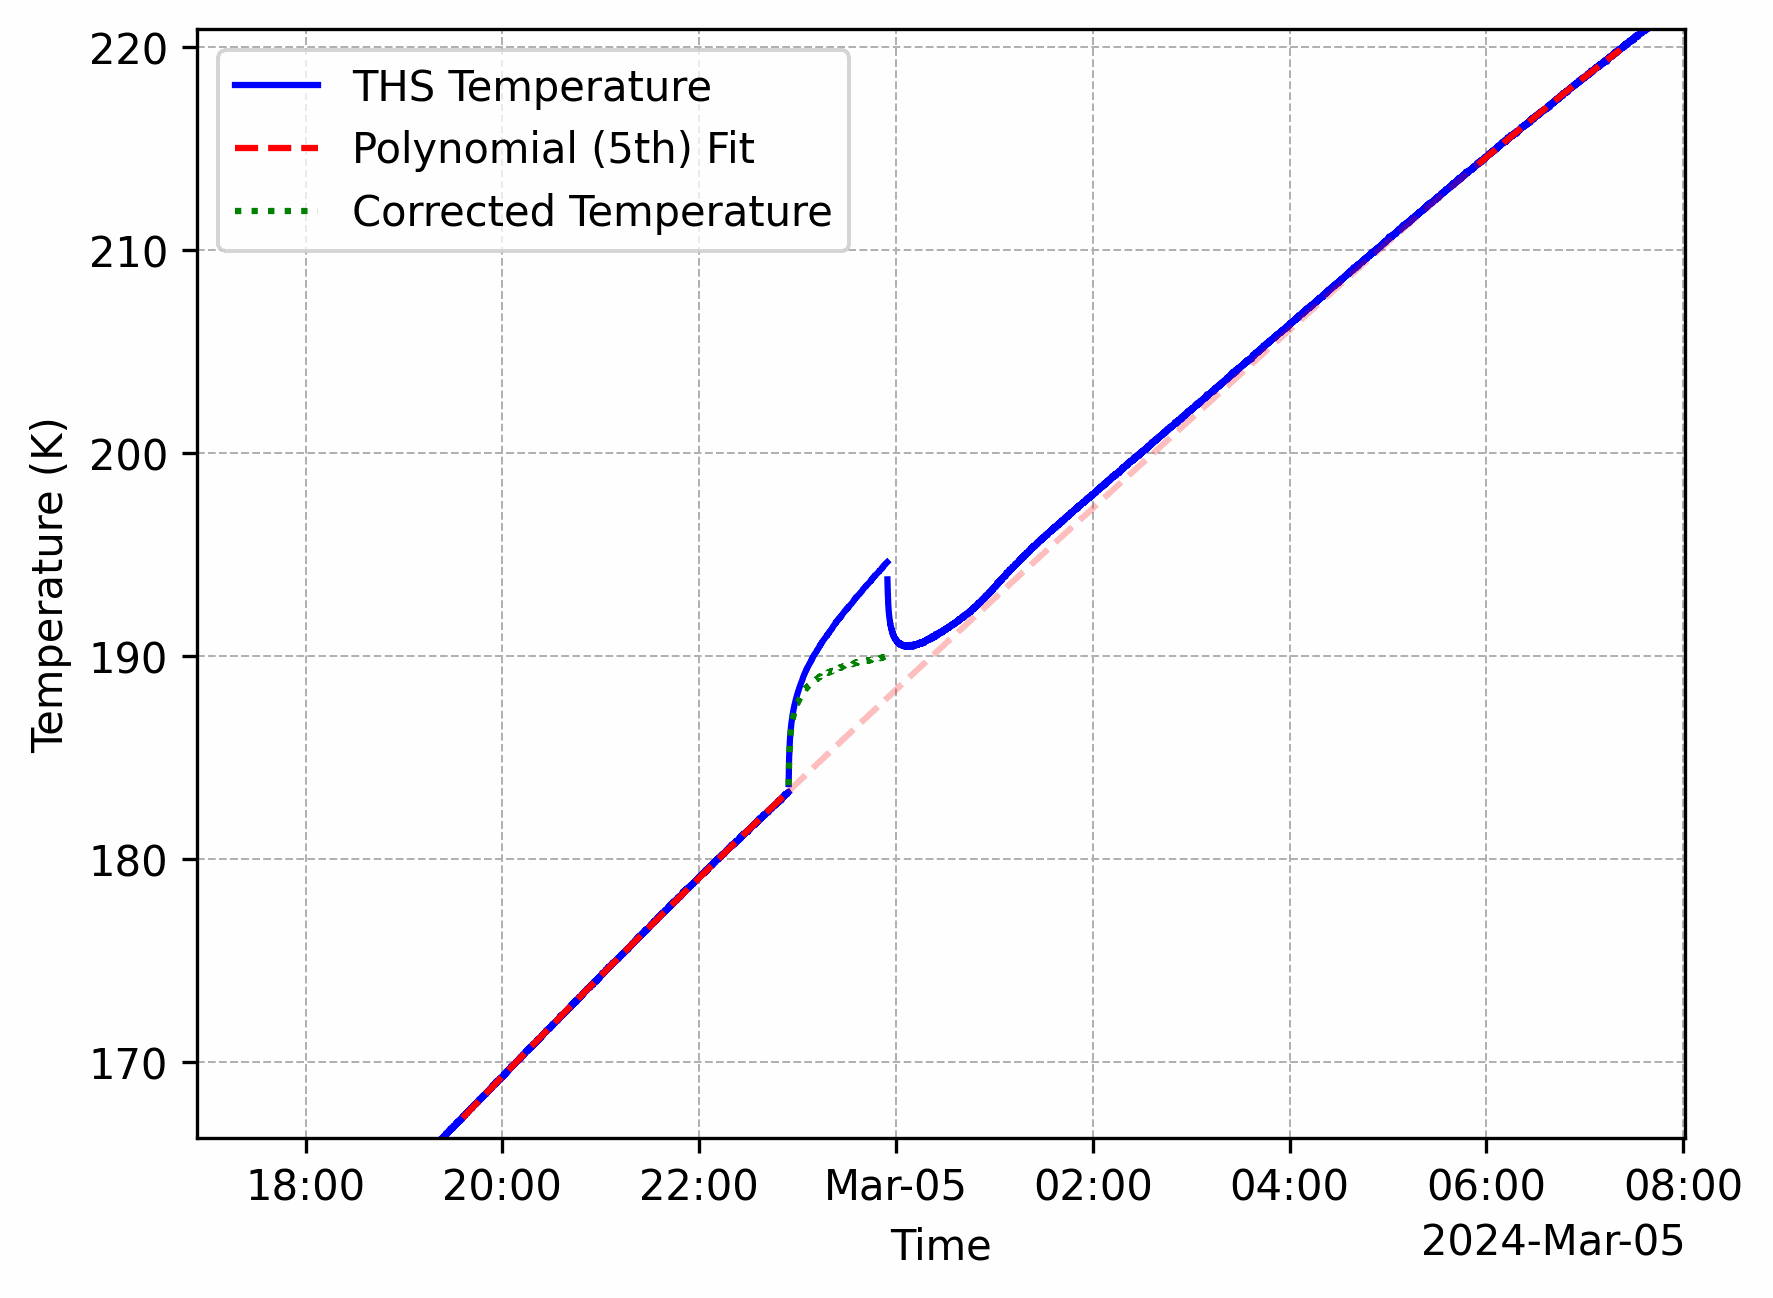 THS Temperature
Polynomial (5th) Fit
Corrected Temperature
220
210
200
190
180
170
Temperature (K)
18:00 20:00 22:00 Mar-05 02:00 04:00 06:00 08:00
Time
2024-Mar-05